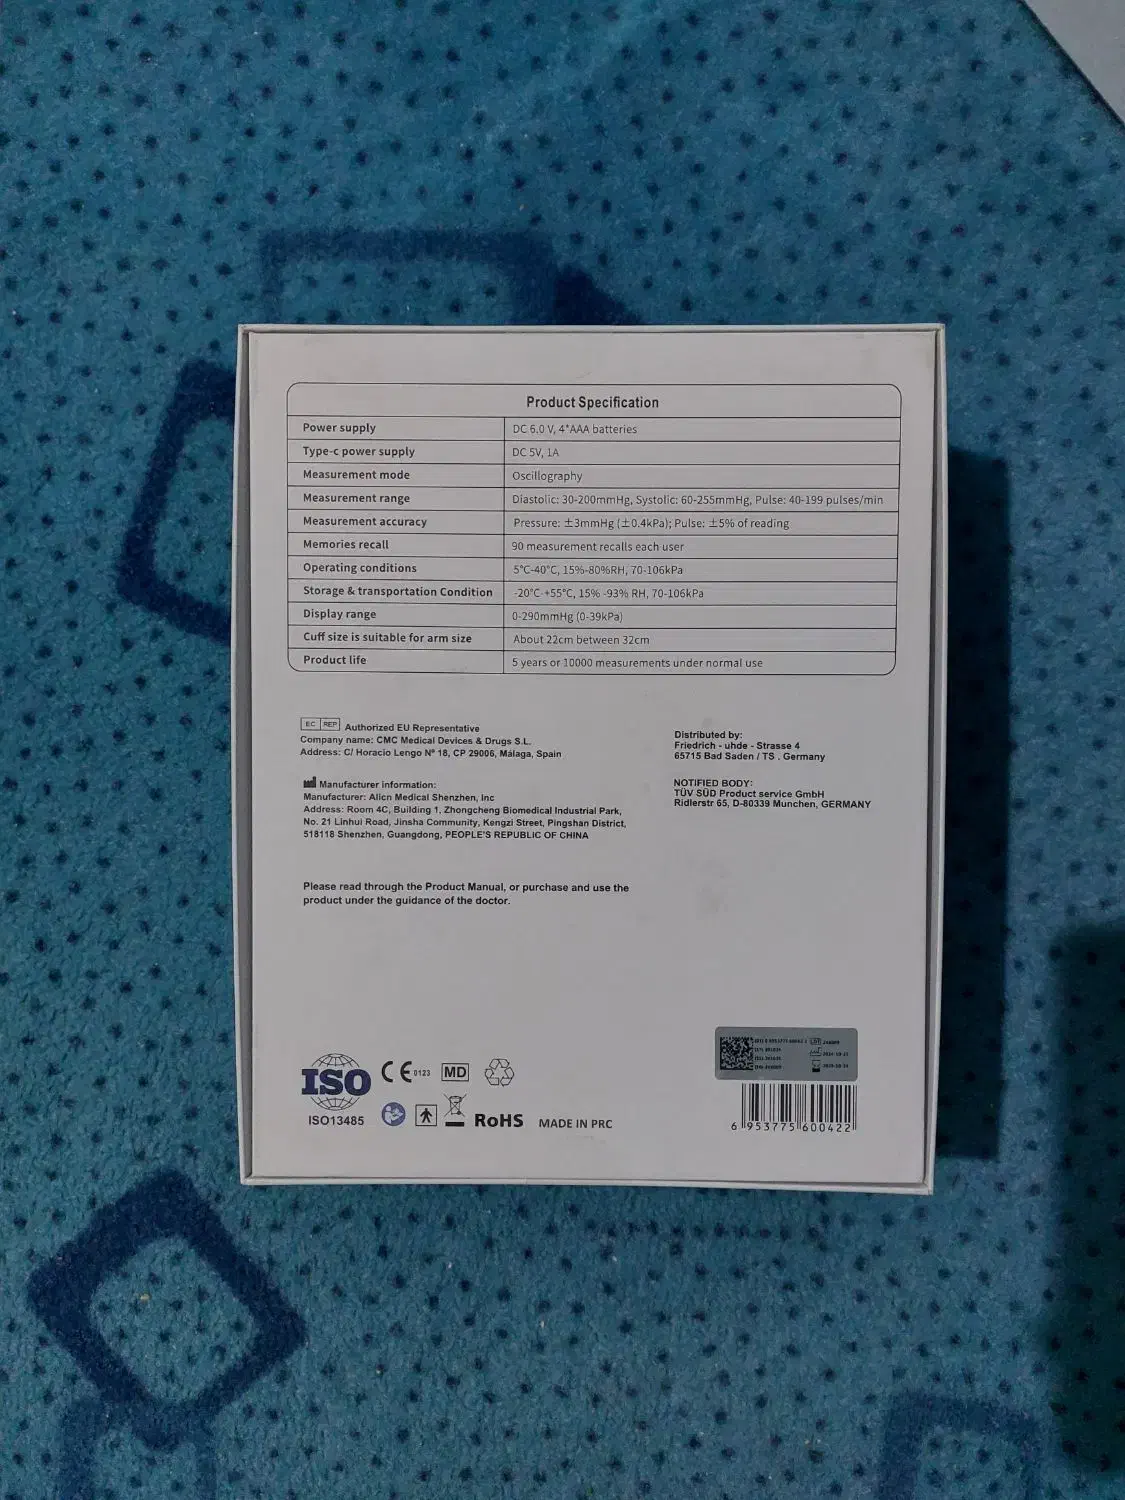 Product Specification
Power supply DC 6.0 V, 4*AAA batteries
Type-c power supply DC 5V, 1A
Measurement mode Oscillography
Measurement range Diastolic: 30-200mmHg, Systolic: 60-255mmHg, Pulse: 40-199 pulses/min
Measurement accuracy Pressure: ±3mmHg (±0.4kPa); Pulse: ±5% of reading
Memories recall 90 measurement recalls each user
Operating conditions 5°C-40°C, 15%-80%RH, 70-106kPa
Storage & transportation Condition -20°C-+55°C, 15% -93% RH, 70-106kPa
Display range 0-290mmHg (0-39kPa)
Cuff size is suitable for arm size About 22cm between 32cm
Product life 5 years or 10000 measurements under normal use
EC REP Authorized EU Representative
Company name: CMC Medical Devices & Drugs S.L.
Address: C/ Horacio Lengo Nº 18, CP 29006, Málaga, Spain
Manufacturer information:
Manufacturer: Alicn Medical Shenzhen, Inc
Address: Room 4C, Building 1, Zhongcheng Biomedical Industrial Park,
No. 21 Linhui Road, Jinsha Community, Kengzi Street, Pingshan District,
518118 Shenzhen, Guangdong, PEOPLE'S REPUBLIC OF CHINA
Distributed by:
Friedrich - uhde - Strasse 4
65715 Bad Saden / TS . Germany
NOTIFIED BODY:
TÜV SÜD Product service GmbH
Ridlerstr 65, D-80339 Munchen, GERMANY
Please read through the Product Manual, or purchase and use the
product under the guidance of the doctor.
ISO
ISO13485
CE 0123
MD
RoHS
MADE IN PRC
LOT
6 953775 600422